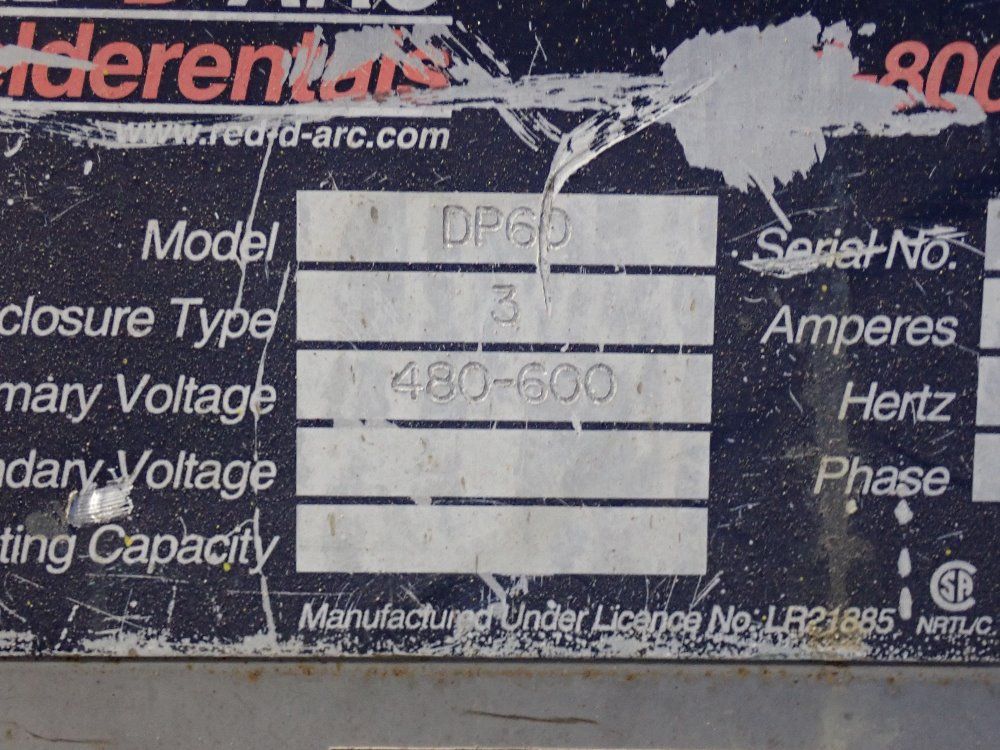 lderentals -800
www.red-d-arc.com
Model DP60 Serial No.
closure Type 3 Amperes
mary Voltage 480-600 Hertz
ndary Voltage Phase
ting Capacity
Manufactured Under Licence No. LR21885
NRTL/C